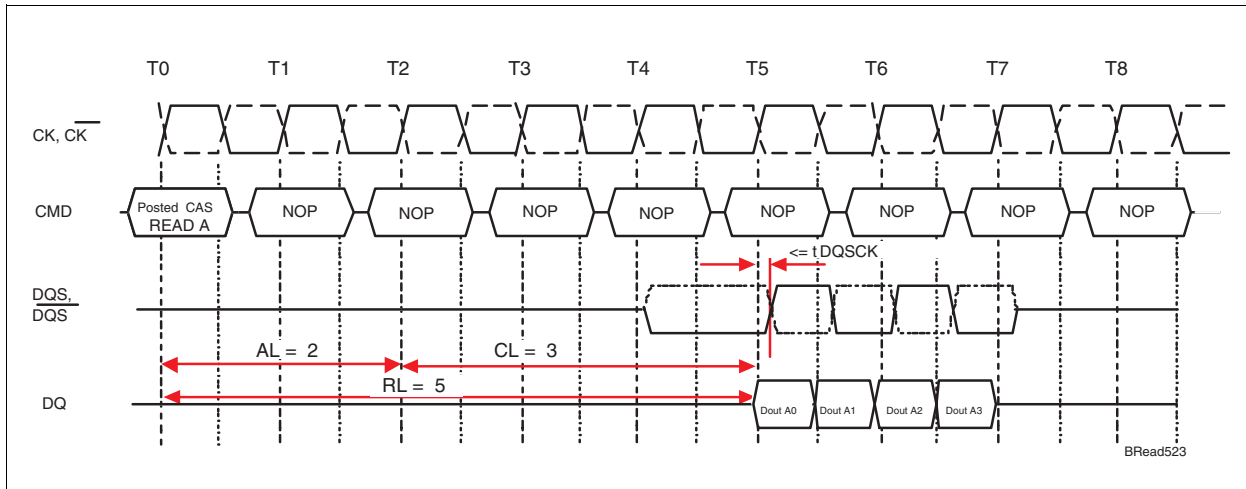 T0 T1 T2 T3 T4 T5 T6 T7 T8
CK, CK
CMD
Posted CAS
READ A
NOP NOP NOP NOP NOP NOP NOP NOP
<= tDQSCK
DQS,
DQS
AL = 2
CL = 3
RL = 5
DQ
Dout A0 Dout A1 Dout A2 Dout A3
BRead523